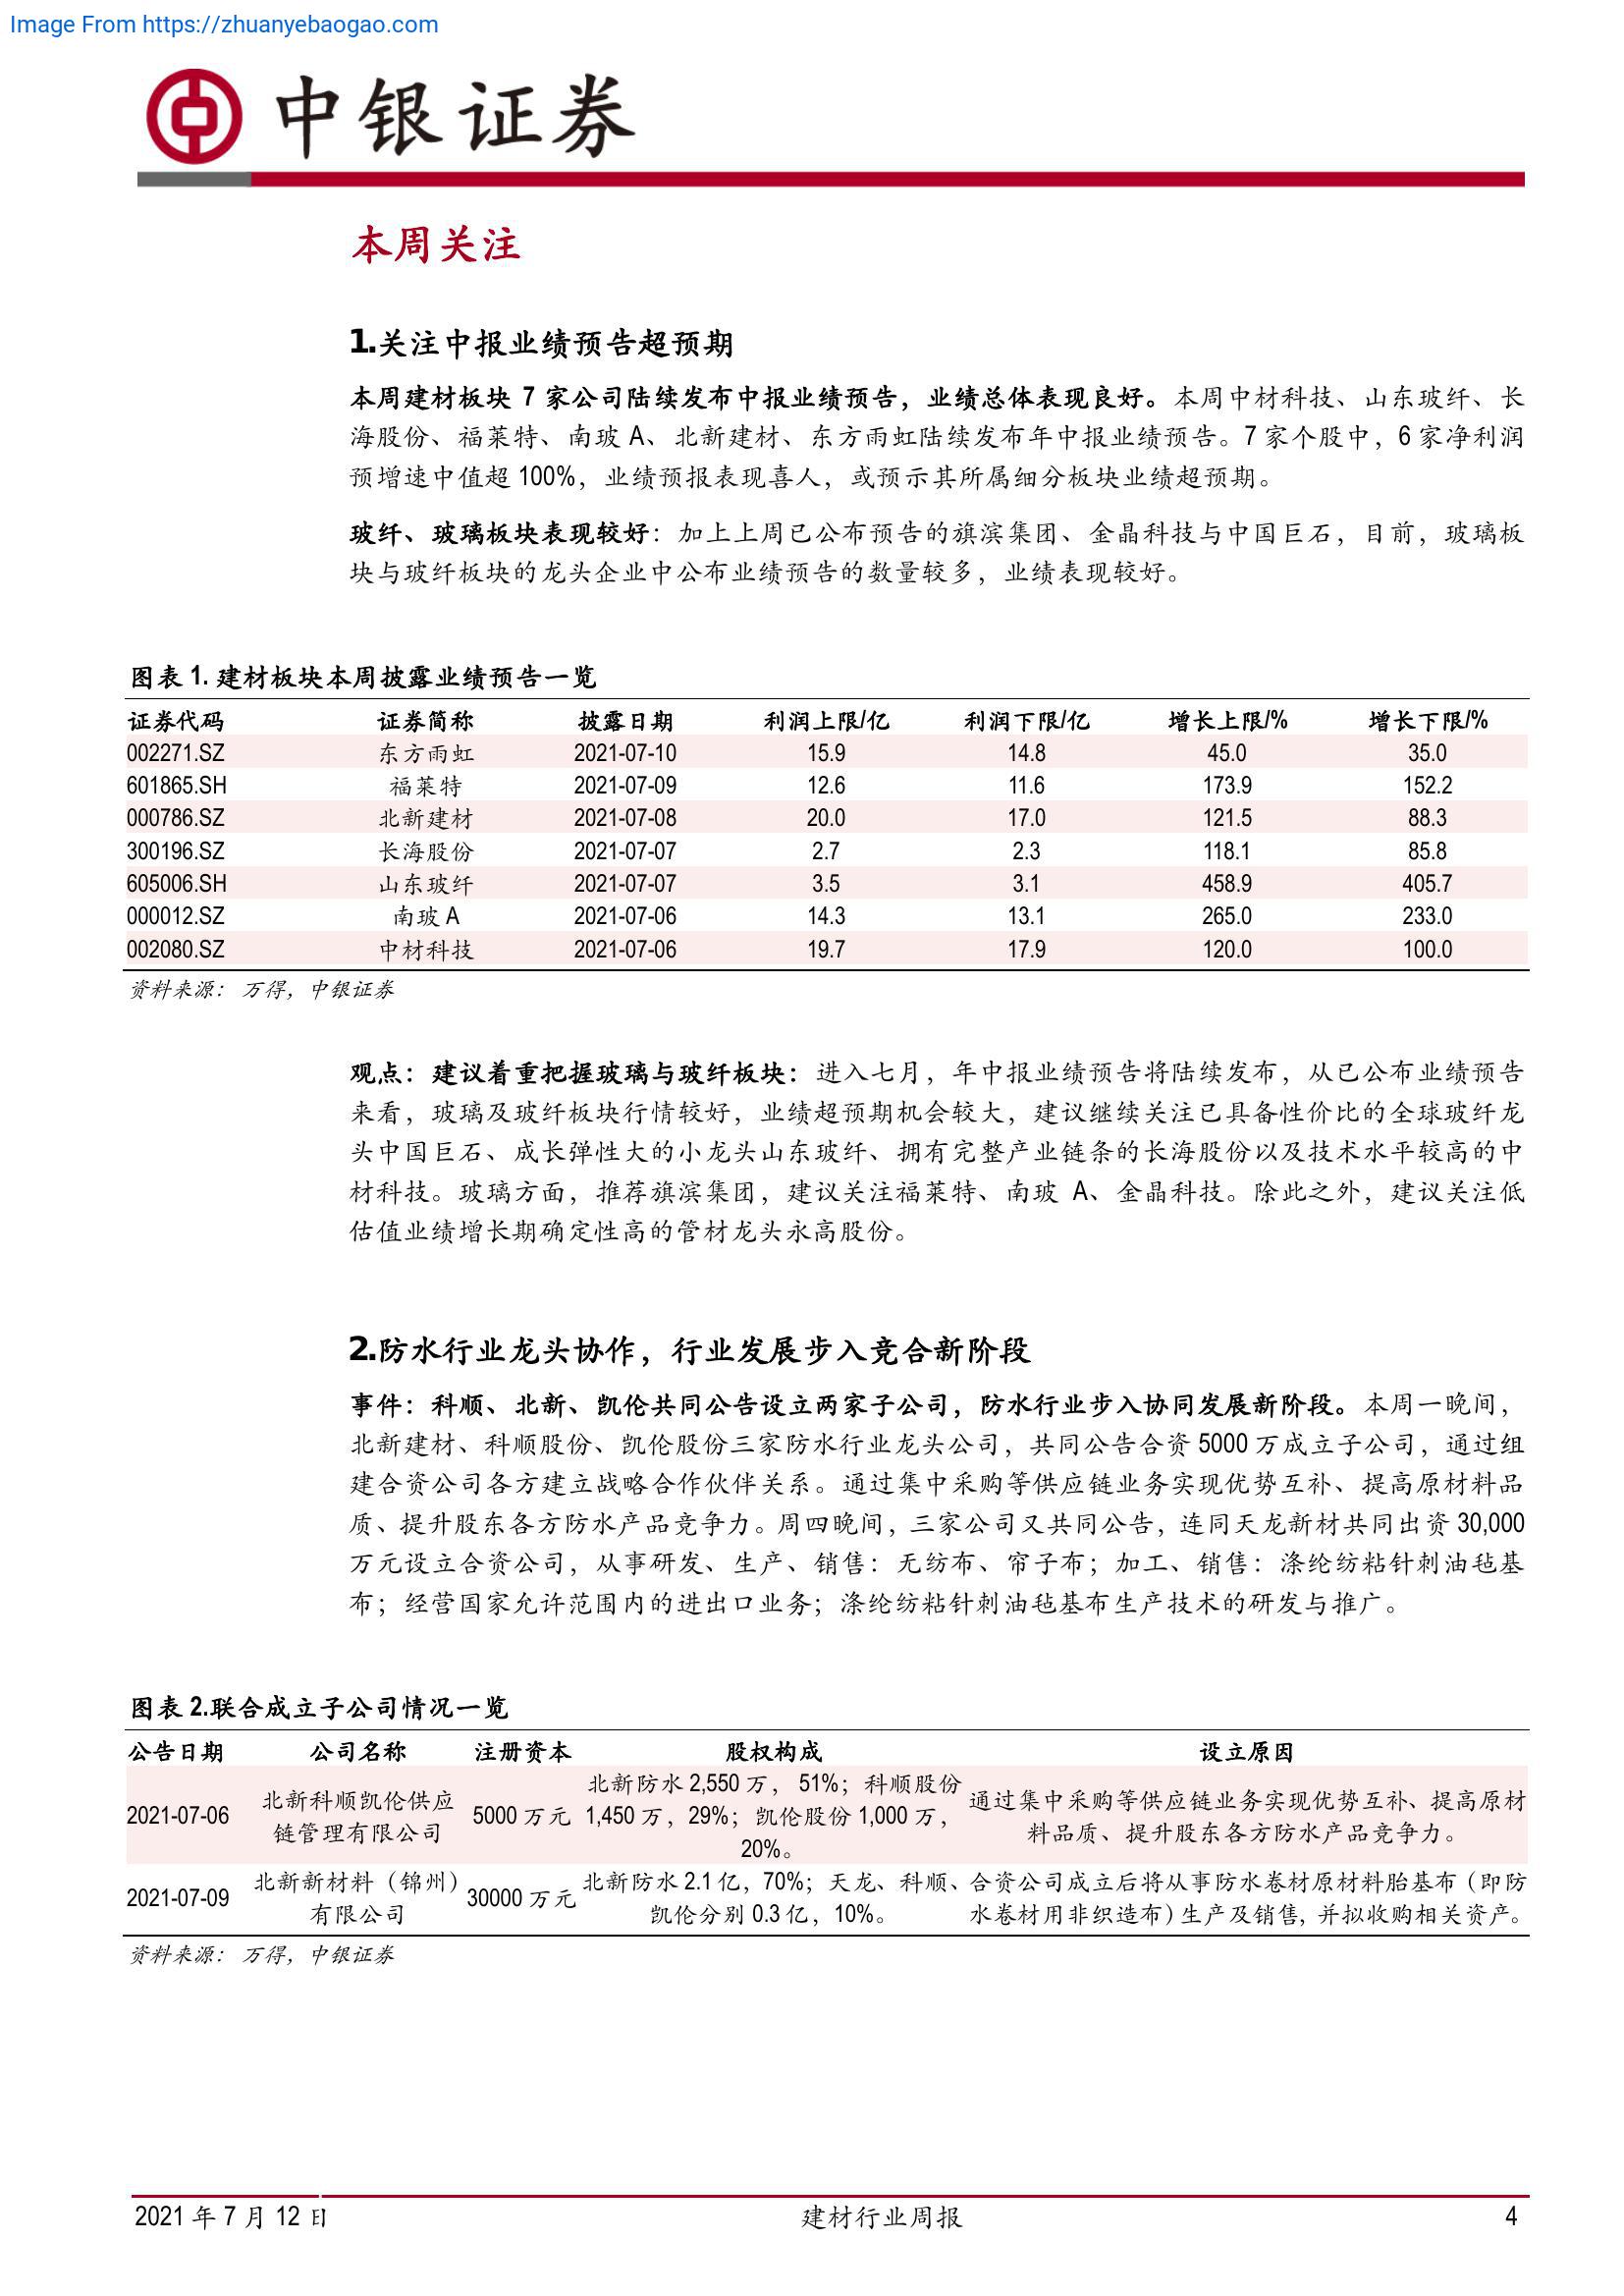 Image From https://zhuanyebaogao.com
中银证券
本周关注
1.关注中报业绩预告超预期
本周建材板块 7 家公司陆续发布中报业绩预告，业绩总体表现良好。本周中材科技、山东玻纤、长
海股份、福莱特、南玻 A、北新建材、东方雨虹陆续发布年中报业绩预告。7 家个股中，6 家净利润
预增速中值超 100%，业绩预报表现喜人，或预示其所属细分板块业绩超预期。
玻纤、玻璃板块表现较好：加上上周已公布预告的旗滨集团、金晶科技与中国巨石，目前，玻璃板
块与玻纤板块的龙头企业中公布业绩预告的数量较多，业绩表现较好。
图表 1. 建材板块本周披露业绩预告一览
证券代码 证券简称 披露日期 利润上限/亿 利润下限/亿 增长上限/% 增长下限/%
002271.SZ 东方雨虹 2021-07-10 15.9 14.8 45.0 35.0
601865.SH 福莱特 2021-07-09 12.6 11.6 173.9 152.2
000786.SZ 北新建材 2021-07-08 20.0 17.0 121.5 88.3
300196.SZ 长海股份 2021-07-07 2.7 2.3 118.1 85.8
605006.SH 山东玻纤 2021-07-07 3.5 3.1 458.9 405.7
000012.SZ 南玻 A 2021-07-06 14.3 13.1 265.0 233.0
002080.SZ 中材科技 2021-07-06 19.7 17.9 120.0 100.0
资料来源：万得，中银证券
观点：建议着重把握玻璃与玻纤板块：进入七月，年中报业绩预告将陆续发布，从已公布业绩预告
来看，玻璃及玻纤板块行情较好，业绩超预期机会较大，建议继续关注已具备性价比的全球玻纤龙
头中国巨石、成长弹性大的小龙头山东玻纤、拥有完整产业链条的长海股份以及技术水平较高的中
材科技。玻璃方面，推荐旗滨集团，建议关注福莱特、南玻 A、金晶科技。除此之外，建议关注低
估值业绩增长期确定性高的管材龙头永高股份。
2.防水行业龙头协作，行业发展步入竞合新阶段
事件：科顺、北新、凯伦共同公告设立两家子公司，防水行业步入协同发展新阶段。本周一晚间，
北新建材、科顺股份、凯伦股份三家防水行业龙头公司，共同公告合资 5000 万成立子公司，通过组
建合资公司各方建立战略合作伙伴关系。通过集中采购等供应链业务实现优势互补、提高原材料品
质、提升股东各方防水产品竞争力。周四晚间，三家公司又共同公告，连同天龙新材共同出资 30,000
万元设立合资公司，从事研发、生产、销售：无纺布、帘子布；加工、销售：涤纶纺粘针刺油毡基
布；经营国家允许范围内的进出口业务；涤纶纺粘针刺油毡基布生产技术的研发与推广。
图表 2.联合成立子公司情况一览
公告日期 公司名称 注册资本 股权构成 设立原因
2021-07-06 北新科顺凯伦供应
链管理有限公司 5000 万元 北新防水 2,550 万， 51%；科顺股份
1,450 万，29%；凯伦股份 1,000 万，
20%。 通过集中采购等供应链业务实现优势互补、提高原材
料品质、提升股东各方防水产品竞争力。
2021-07-09 北新新材料（锦州）
有限公司 30000 万元 北新防水 2.1 亿，70%；天龙、科顺、
凯伦分别 0.3 亿，10%。 合资公司成立后将从事防水卷材原材料胎基布（即防
水卷材用非织造布）生产及销售，并拟收购相关资产。
资料来源：万得，中银证券
2021 年 7 月 12 日 建材行业周报 4